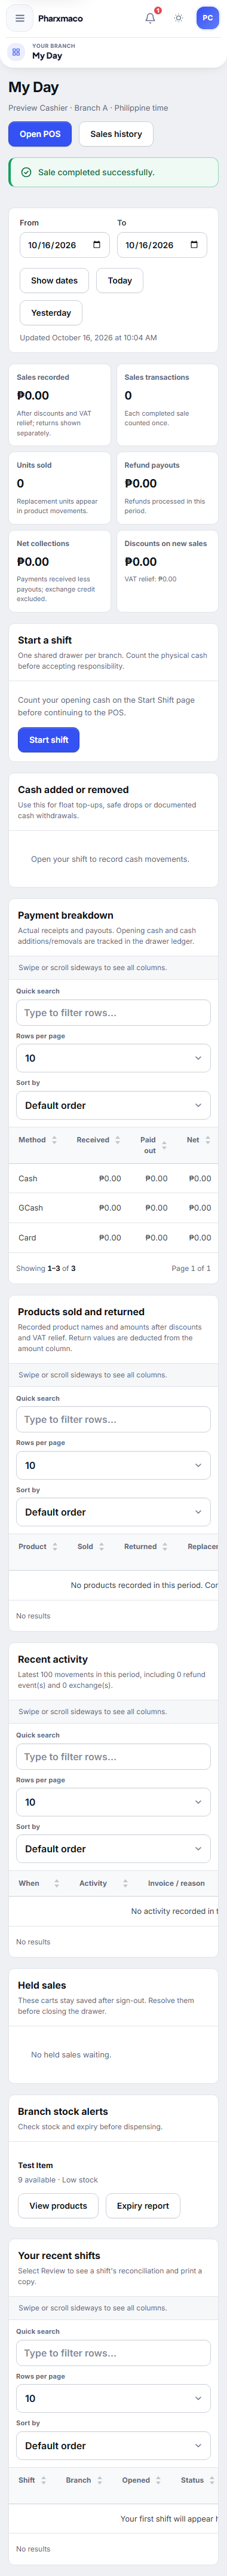 Pharxmaco
1
PC
YOUR BRANCH
My Day
My Day
Preview Cashier · Branch A · Philippine time
Open POS
Sales history
Sale completed successfully.
From
To
10/16/2026
10/16/2026
Show dates
Today
Yesterday
Updated October 16, 2026 at 10:04 AM
Sales recorded
₱0.00
After discounts and VAT
relief; returns shown
separately.
Sales transactions
0
Each completed sale
counted once.
Units sold
0
Replacement units appear
in product movements.
Refund payouts
₱0.00
Refunds processed in this
period.
Net collections
₱0.00
Payments received less
payouts; exchange credit
excluded.
Discounts on new sales
₱0.00
VAT relief: ₱0.00
Start a shift
One shared drawer per branch. Count the physical cash
before accepting responsibility.
Count your opening cash on the Start Shift page
before continuing to the POS.
Start shift
Cash added or removed
Use this for float top-ups, safe drops or documented
cash withdrawals.
Open your shift to record cash movements.
Payment breakdown
Actual receipts and payouts. Opening cash and cash
additions/removals are tracked in the drawer ledger.
Swipe or scroll sideways to see all columns.
Quick search
Type to filter rows...
Rows per page
10
Sort by
Default order
Method Received Paid out Net
Cash ₱0.00 ₱0.00 ₱0.00
GCash ₱0.00 ₱0.00 ₱0.00
Card ₱0.00 ₱0.00 ₱0.00
Showing 1–3 of 3 Page 1 of 1
Products sold and returned
Recorded product names and amounts after discounts
and VAT relief. Return values are deducted from the
amount column.
Swipe or scroll sideways to see all columns.
Quick search
Type to filter rows...
Rows per page
10
Sort by
Default order
Product Sold Returned Replacer
No products recorded in this period. Cor
No results
Recent activity
Latest 100 movements in this period, including 0 refund
event(s) and 0 exchange(s).
Swipe or scroll sideways to see all columns.
Quick search
Type to filter rows...
Rows per page
10
Sort by
Default order
When Activity Invoice / reason
No activity recorded in t
No results
Held sales
These carts stay saved after sign-out. Resolve them
before closing the drawer.
No held sales waiting.
Branch stock alerts
Check stock and expiry before dispensing.
Test Item
9 available · Low stock
View products
Expiry report
Your recent shifts
Select Review to see a shift's reconciliation and print a
copy.
Swipe or scroll sideways to see all columns.
Quick search
Type to filter rows...
Rows per page
10
Sort by
Default order
Shift Branch Opened Status
Your first shift will appear h
No results